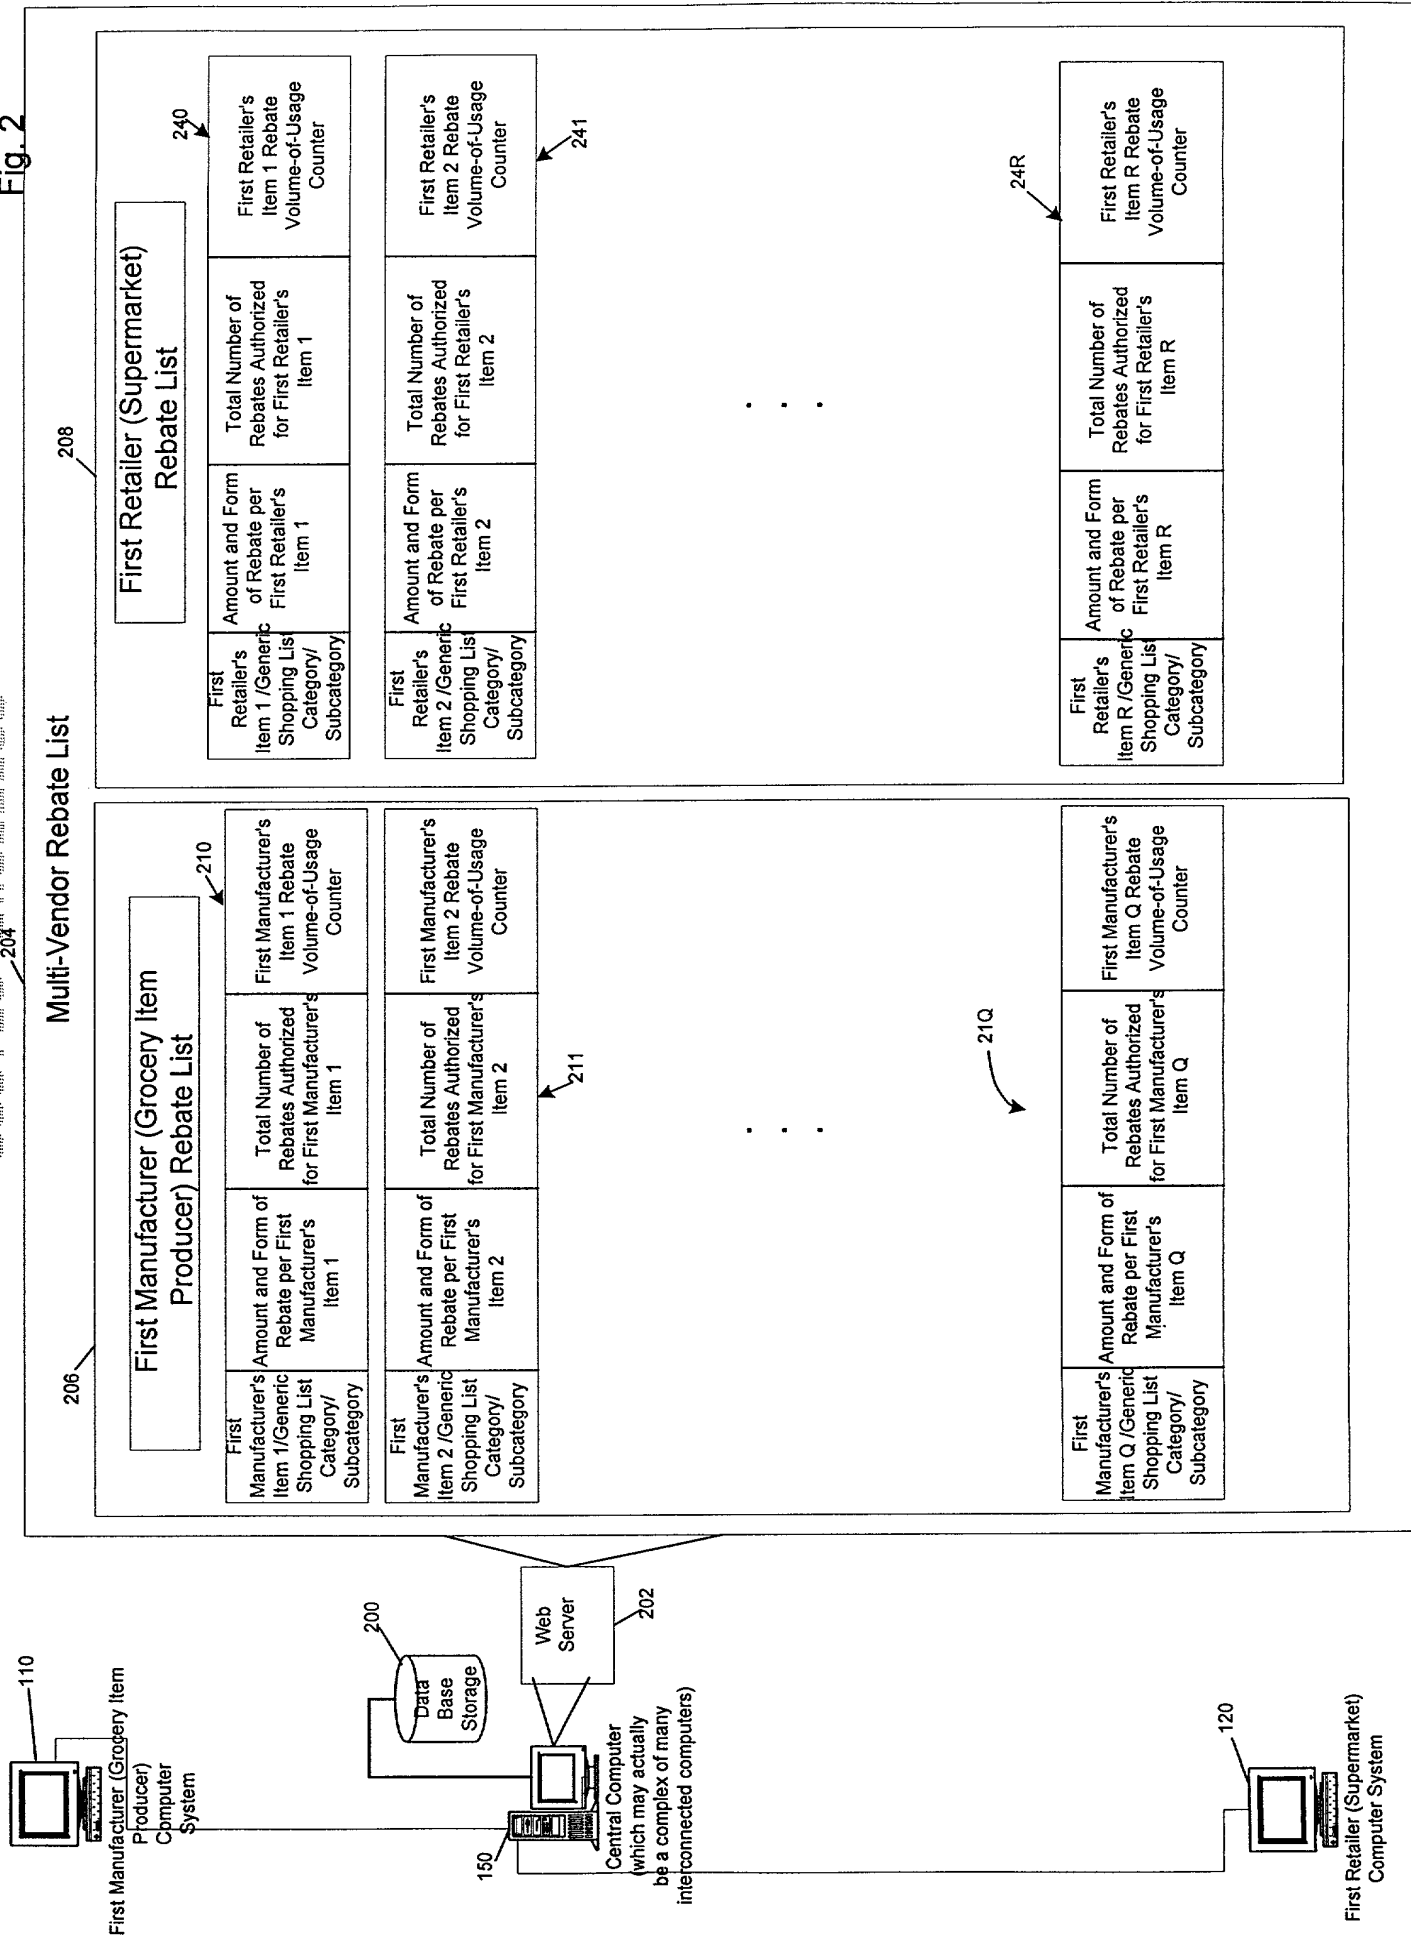 Fig. 2
204
Multi-Vendor Rebate List
206
First Manufacturer (Grocery Item
Producer) Rebate List
210
First
Manufacturer's
Item 1/Generic
Shopping List
Category/
Subcategory
Amount and Form of
Rebate per First
Manufacturer's
Item 1
Total Number of
Rebates Authorized
for First Manufacturer's
Item 1
First Manufacturer's
Item 1 Rebate
Volume-of-Usage
Counter
First
Manufacturer's
Item 2 /Generic
Shopping List
Category/
Subcategory
Amount and Form of
Rebate per First
Manufacturer's
Item 2
Total Number of
Rebates Authorized
for First Manufacturer's
Item 2
First Manufacturer's
Item 2 Rebate
Volume-of-Usage
Counter
211
. . .
21Q
First
Manufacturer's
Item Q /Generic
Shopping List
Category/
Subcategory
Amount and Form of
Rebate per First
Manufacturer's
Item Q
Total Number of
Rebates Authorized
for First Manufacturer's
Item Q
First Manufacturer's
Item Q Rebate
Volume-of-Usage
Counter
208
First Retailer (Supermarket)
Rebate List
240
First
Retailer's
Item 1 /Generic
Shopping List
Category/
Subcategory
Amount and Form
of Rebate per
First Retailer's
Item 1
Total Number of
Rebates Authorized
for First Retailer's
Item 1
First Retailer's
Item 1 Rebate
Volume-of-Usage
Counter
First
Retailer's
Item 2 /Generic
Shopping List
Category/
Subcategory
Amount and Form
of Rebate per
First Retailer's
Item 2
Total Number of
Rebates Authorized
for First Retailer's
Item 2
First Retailer's
Item 2 Rebate
Volume-of-Usage
Counter
241
. . .
24R
First
Retailer's
Item R /Generic
Shopping List
Category/
Subcategory
Amount and Form
of Rebate per
First Retailer's
Item R
Total Number of
Rebates Authorized
for First Retailer's
Item R
First Retailer's
Item R Rebate
Volume-of-Usage
Counter
110
First Manufacturer (Grocery Item
Producer)
Computer
System
200
Data
Base
Storage
Web
Server
202
150
Central Computer
(which may actually
be a complex of many
interconnected computers)
120
First Retailer (Supermarket)
Computer System